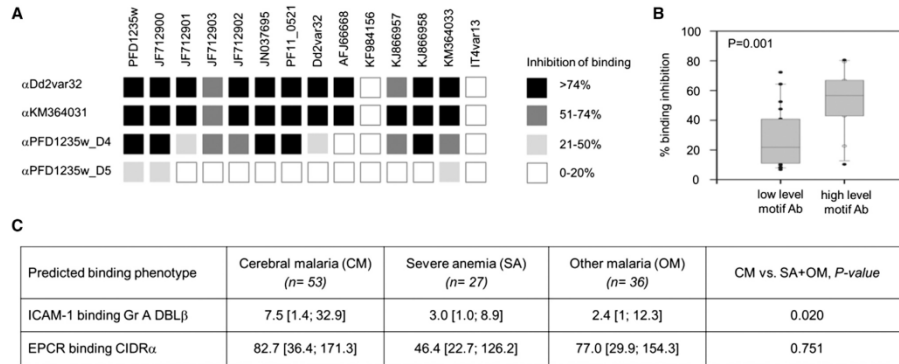 A
PFD1235w
JF712900
JF712901
JF712903
JF712902
JN037695
PF11_0521
Dd2var32
AFJ66668
KF984156
KJ866957
KJ866958
KM364033
IT4var13
αDd2var32
αKM364031
αPFD1235w_D4
αPFD1235w_D5
Inhibition of binding
>74%
51-74%
21-50%
0-20%
B
P=0.001
% binding inhibition
100
80
60
40
20
0
low level motif Ab
high level motif Ab
C
Predicted binding phenotype
Cerebral malaria (CM)
(n= 53)
Severe anemia (SA)
(n= 27)
Other malaria (OM)
(n= 36)
CM vs. SA+OM, P-value
ICAM-1 binding Gr A DBLβ 7.5 [1.4; 32.9] 3.0 [1.0; 8.9] 2.4 [1; 12.3] 0.020
EPCR binding CIDRα 82.7 [36.4; 171.3] 46.4 [22.7; 126.2] 77.0 [29.9; 154.3] 0.751